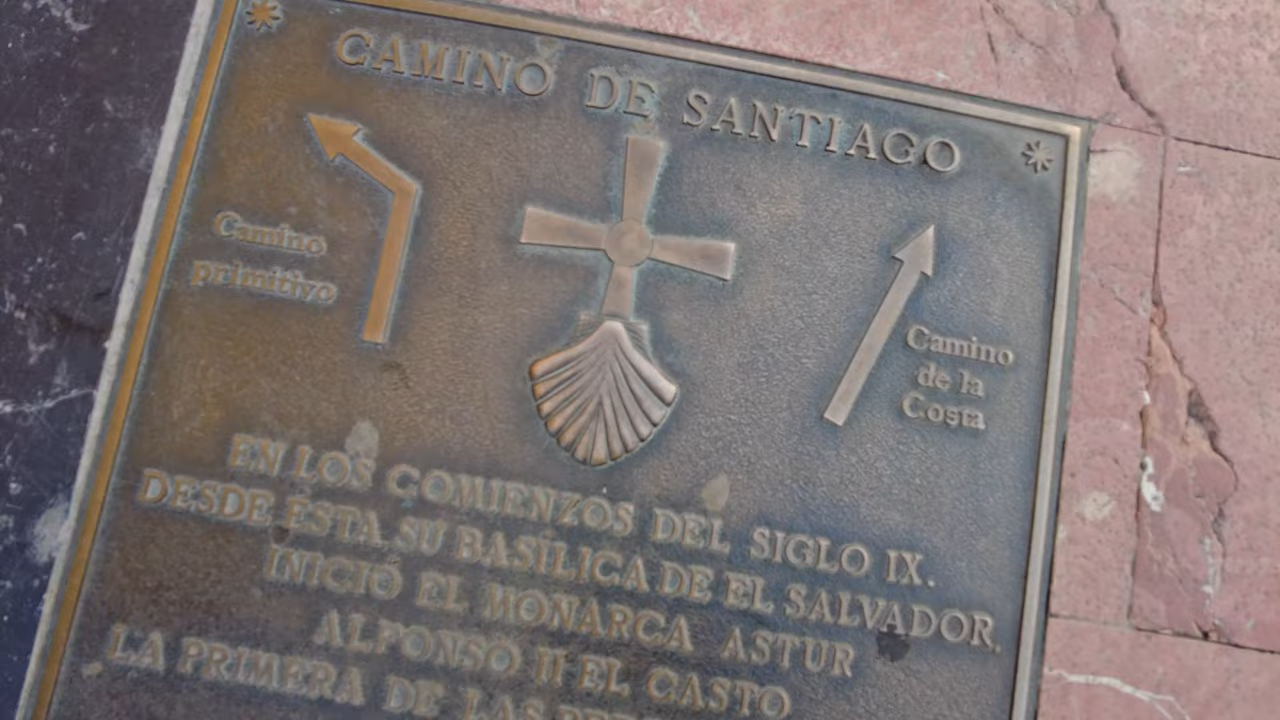 CAMINO DE SANTIAGO
Camino
primitivo
Camino
de la
Costa
EN LOS COMIENZOS DEL SIGLO IX.
DESDE ESTA SU BASÍLICA DE EL SALVADOR.
INICIÓ EL MONARCA ASTUR
ALFONSO II EL CASTO
LA PRIMERA DE LAS